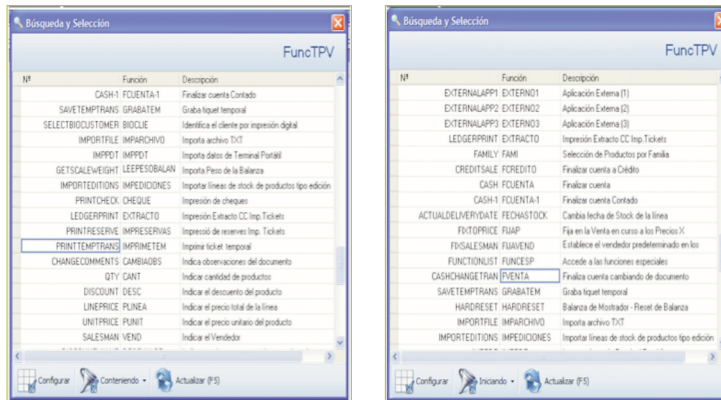 Búsqueda y Selección
FuncTPV
Nº Función Descripción
CASH-1 FCUENTA-1 Finalizar cuenta Contado
SAVETEMPTRANS GRABATEM Graba tiquet temporal
SELECTBIOCUSTOMER BIOCLIE Identifica el cliente por impresión digital
IMPORTFILE IMPARCHIVO Importa archivo TXT
IMPPDT IMPPDT Importa datos de Terminal Portátil
GETSCALEWEIGHT LEEPESOBALAN Importa Peso de la Balanza
IMPORTEDITIONS IMPEDICIONES Importar líneas de stock de productos tipo edición
PRINTCHECK CHEQUE Impresión de cheques
LEDGERPRINT EXTRACTO Impresión Extracto CC Imp.Tickets
PRINTRESERVE IMPRESERVAS Impressió de reserves Imp. Tickets
PRINTTEMPTRANS IMPRIMETEM Imprimir ticket temporal
CHANGECOMMENTS CAMBIAOBS Indica observaciones del documento
QTY CANT Indicar cantidad de productos
DISCOUNT DESC Indicar el descuento del producto
LINEPRICE PLINEA Indicar el precio total de la línea
UNITPRICE PUNIT Indicar el precio unitario del producto
SALESMAN VEND Indicar el Vendedor
Configurar Conteniendo Actualizar (F5)
Búsqueda y Selección
FuncTPV
Nº Función Descripción
EXTERNALAPP1 EXTERNO1 Aplicación Externa (1)
EXTERNALAPP2 EXTERNO2 Aplicación Externa (2)
EXTERNALAPP3 EXTERNO3 Aplicación Externa (3)
LEDGERPRINT EXTRACTO Impresión Extracto CC Imp.Tickets
FAMILY FAMI Selección de Productos por Familia
CREDITSALE FCREDITO Finalizar cuenta a Crédito
CASH FCUENTA Finalizar cuenta
CASH-1 FCUENTA-1 Finalizar cuenta Contado
ACTUALDELIVERYDATE FECHASTOCK Cambia fecha de Stock de la línea
FIXTOPRICE FIJAP Fija en la Venta en curso a los Precios X
FIXSALESMAN FIJAVEND Establece el vendedor predeterminado en los
FUNCTIONLIST FUNCESP Accede a las funciones especiales
CASHCHANGETRAN FVENTA Finaliza cuenta cambiando de documento
SAVETEMPTRANS GRABATEM Graba tiquet temporal
HARDRESET HARDRESET Balanza de Mostrador - Reset de Balanza
IMPORTFILE IMPARCHIVO Importa archivo TXT
IMPORTEDITIONS IMPEDICIONES Importar líneas de stock de productos tipo edición
Configurar Iniciando Actualizar (F5)